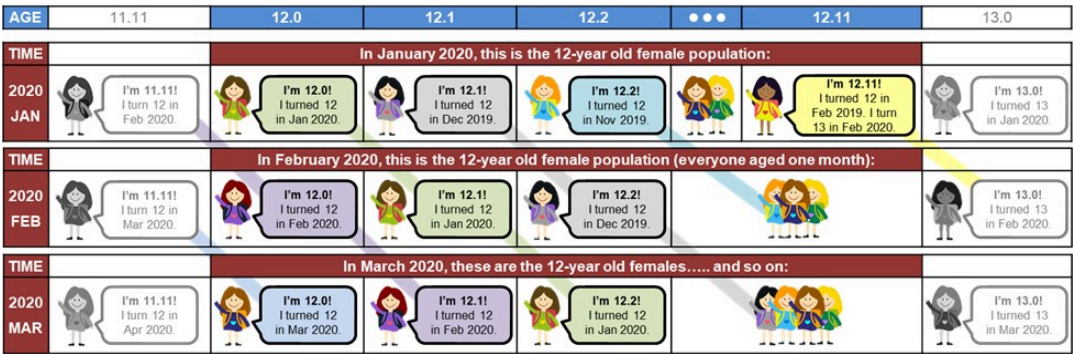 AGE 11.11 12.0 12.1 12.2 ●●● 12.11 13.0
TIME In January 2020, this is the 12-year old female population:
2020
JAN
I'm 11.11!
I turn 12 in
Feb 2020.
I'm 12.0!
I turned 12
in Jan 2020.
I'm 12.1!
I turned 12
in Dec 2019.
I'm 12.2!
I turned 12
in Nov 2019.
I'm 12.11!
I turned 12 in
Feb 2019. I turn
13 in Feb 2020.
I'm 13.0!
I turned 13
in Jan 2020.
TIME In February 2020, this is the 12-year old female population (everyone aged one month):
2020
FEB
I'm 11.11!
I turn 12 in
Mar 2020.
I'm 12.0!
I turned 12
in Feb 2020.
I'm 12.1!
I turned 12
in Jan 2020.
I'm 12.2!
I turned 12
in Dec 2019.
I'm 13.0!
I turned 13
in Feb 2020.
TIME In March 2020, these are the 12-year old females..... and so on:
2020
MAR
I'm 11.11!
I turn 12 in
Apr 2020.
I'm 12.0!
I turned 12
in Mar 2020.
I'm 12.1!
I turned 12
in Feb 2020.
I'm 12.2!
I turned 12
in Jan 2020.
I'm 13.0!
I turned 13
in Mar 2020.